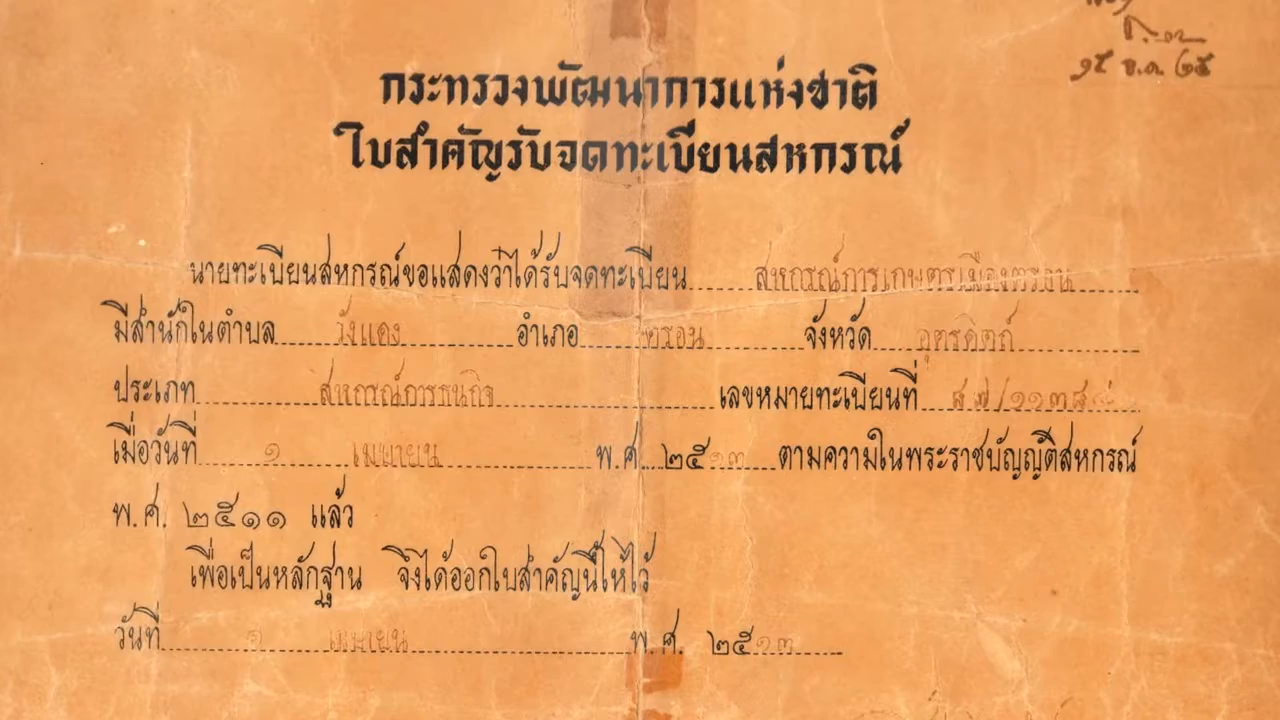 ๑๕ ข.ค. ๒๕
กระทรวงพัฒนาการแห่งชาติ
ใบสำคัญรับจดทะเบียนสหกรณ์
นายทะเบียนสหกรณ์ขอแสดงว่าได้รับจดทะเบียน สหกรณ์การเกษตรเมืองตรอน
มีสำนักในตำบล วังแดง อำเภอ ตรอน จังหวัด อุตรดิตถ์
ประเภท สหกรณ์การธนกิจ เลขหมายทะเบียนที่
เมื่อวันที่ ๑ เมษายน พ.ศ. ๒๕๑๓ ตามความในพระราชบัญญัติสหกรณ์
พ.ศ. ๒๕๑๑ แล้ว
เพื่อเป็นหลักฐาน จึงได้ออกใบสำคัญนี้ให้ไว้
วันที่ ๑ เมษายน พ.ศ. ๒๕๑๓